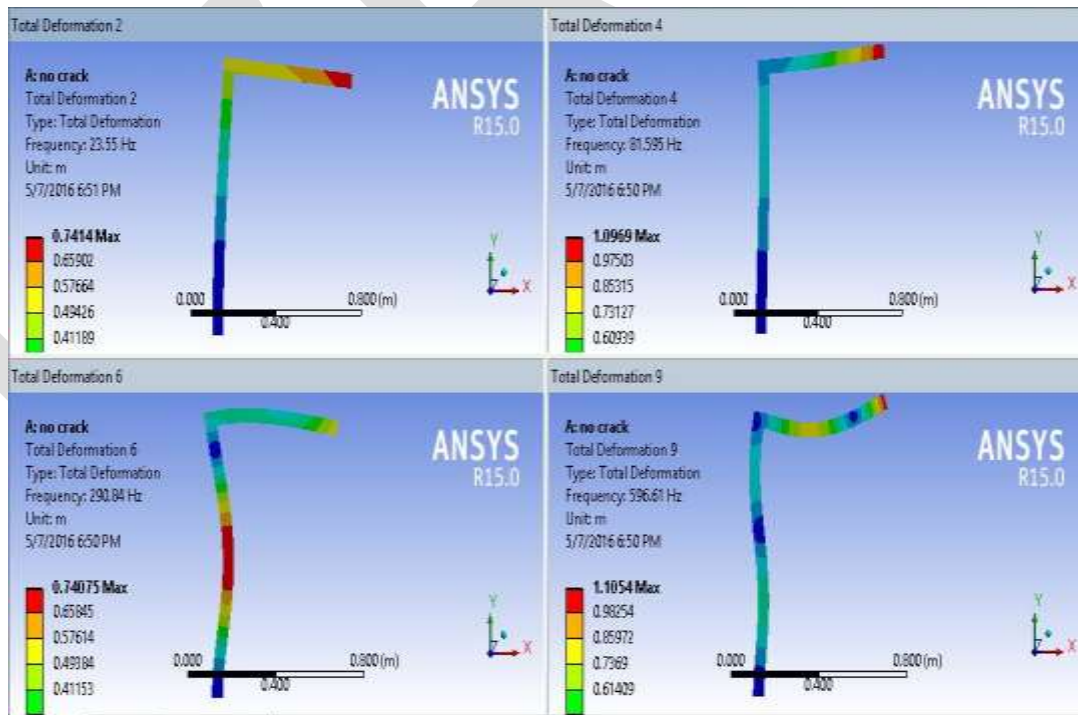 Total Deformation 2
A: no crack
Total Deformation 2
Type: Total Deformation
Frequency: 23.55 Hz
Unit: m
5/7/2016 6:51 PM
ANSYS
R15.0
0.7414 Max
0.65902
0.57664
0.49426
0.41189
0.000
0.400
0.800 (m)
Y
Z
X
Total Deformation 4
A: no crack
Total Deformation 4
Type: Total Deformation
Frequency: 81.595 Hz
Unit: m
5/7/2016 6:50 PM
ANSYS
R15.0
1.0969 Max
0.97503
0.85315
0.73127
0.60939
0.000
0.400
0.800 (m)
Y
Z
X
Total Deformation 6
A: no crack
Total Deformation 6
Type: Total Deformation
Frequency: 290.84 Hz
Unit: m
5/7/2016 6:50 PM
ANSYS
R15.0
0.74075 Max
0.65845
0.57614
0.49384
0.41153
0.000
0.400
0.800 (m)
Y
Z
X
Total Deformation 9
A: no crack
Total Deformation 9
Type: Total Deformation
Frequency: 596.61 Hz
Unit: m
5/7/2016 6:50 PM
ANSYS
R15.0
1.1054 Max
0.98254
0.85972
0.7369
0.61409
0.000
0.400
0.800 (m)
Y
Z
X